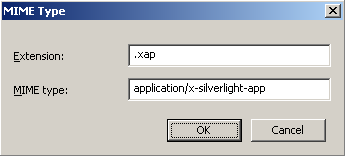 MIME Type
Extension:
.xap
MIME type:
application/x-silverlight-app
OK
Cancel